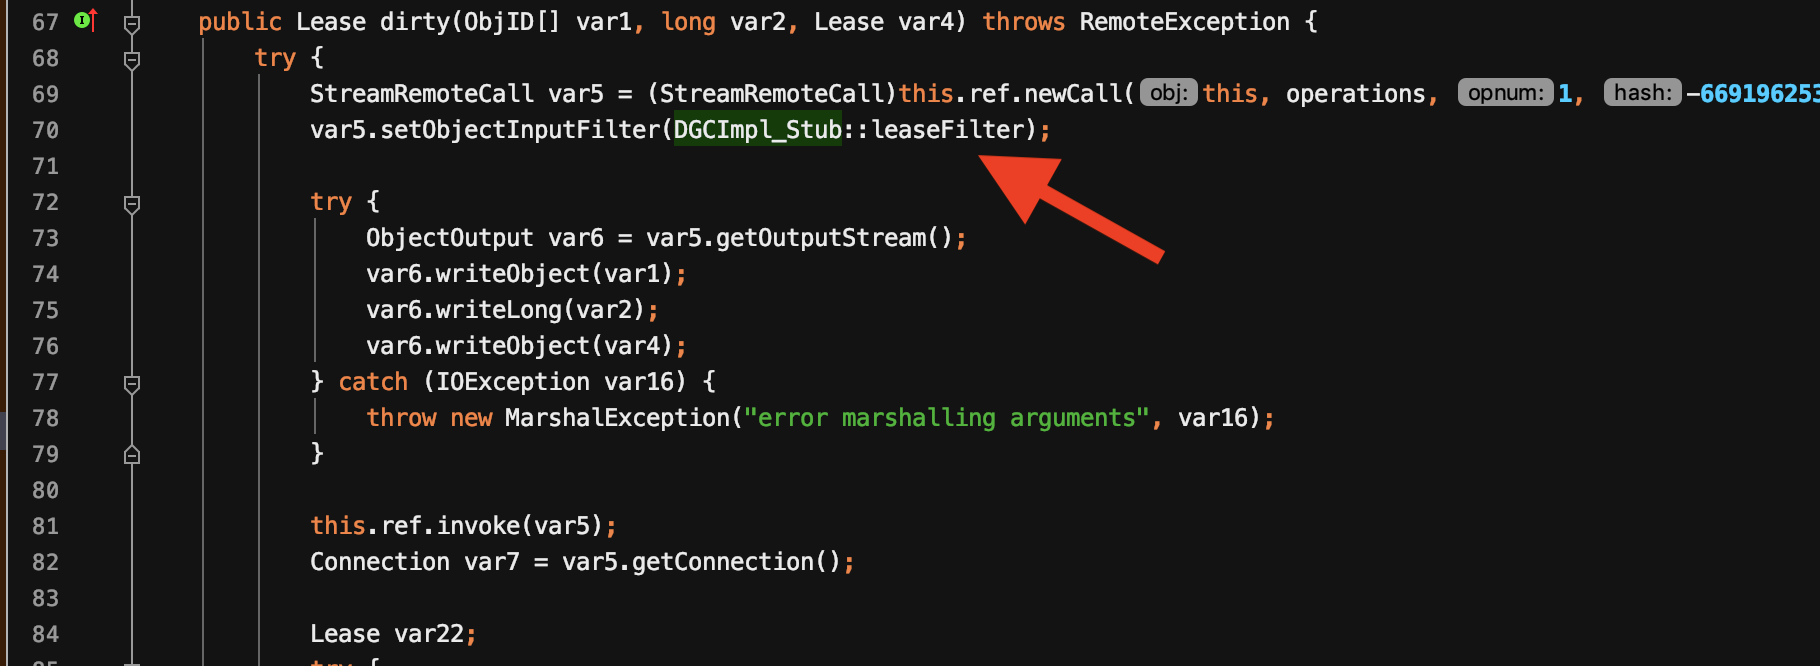 67 I public Lease dirty(ObjID[] var1, long var2, Lease var4) throws RemoteException {
68 try {
69 StreamRemoteCall var5 = (StreamRemoteCall)this.ref.newCall( obj: this, operations, opnum: 1, hash: -669196253
70 var5.setObjectInputFilter(DGCImpl_Stub::leaseFilter);
71
72 try {
73 ObjectOutput var6 = var5.getOutputStream();
74 var6.writeObject(var1);
75 var6.writeLong(var2);
76 var6.writeObject(var4);
77 } catch (IOException var16) {
78 throw new MarshalException("error marshalling arguments", var16);
79 }
80
81 this.ref.invoke(var5);
82 Connection var7 = var5.getConnection();
83
84 Lease var22;
85 try {